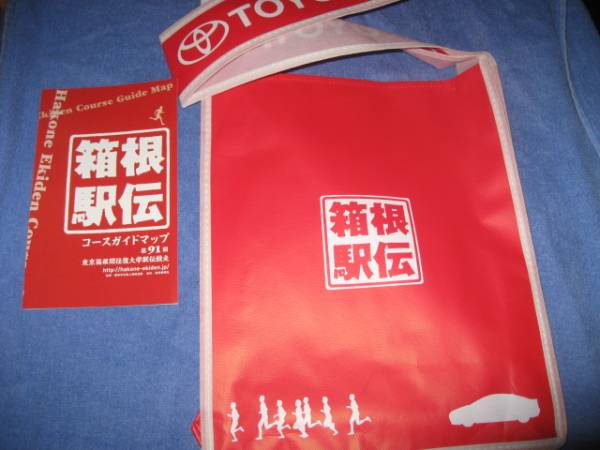 Ekiden Course Guide Map
Hakone Ekiden Cour
箱根
駅伝
コースガイドマップ
第91回
東京箱根間往復大学駅伝競走
http://hakone-ekiden.jp/
TOYO
箱根
駅伝